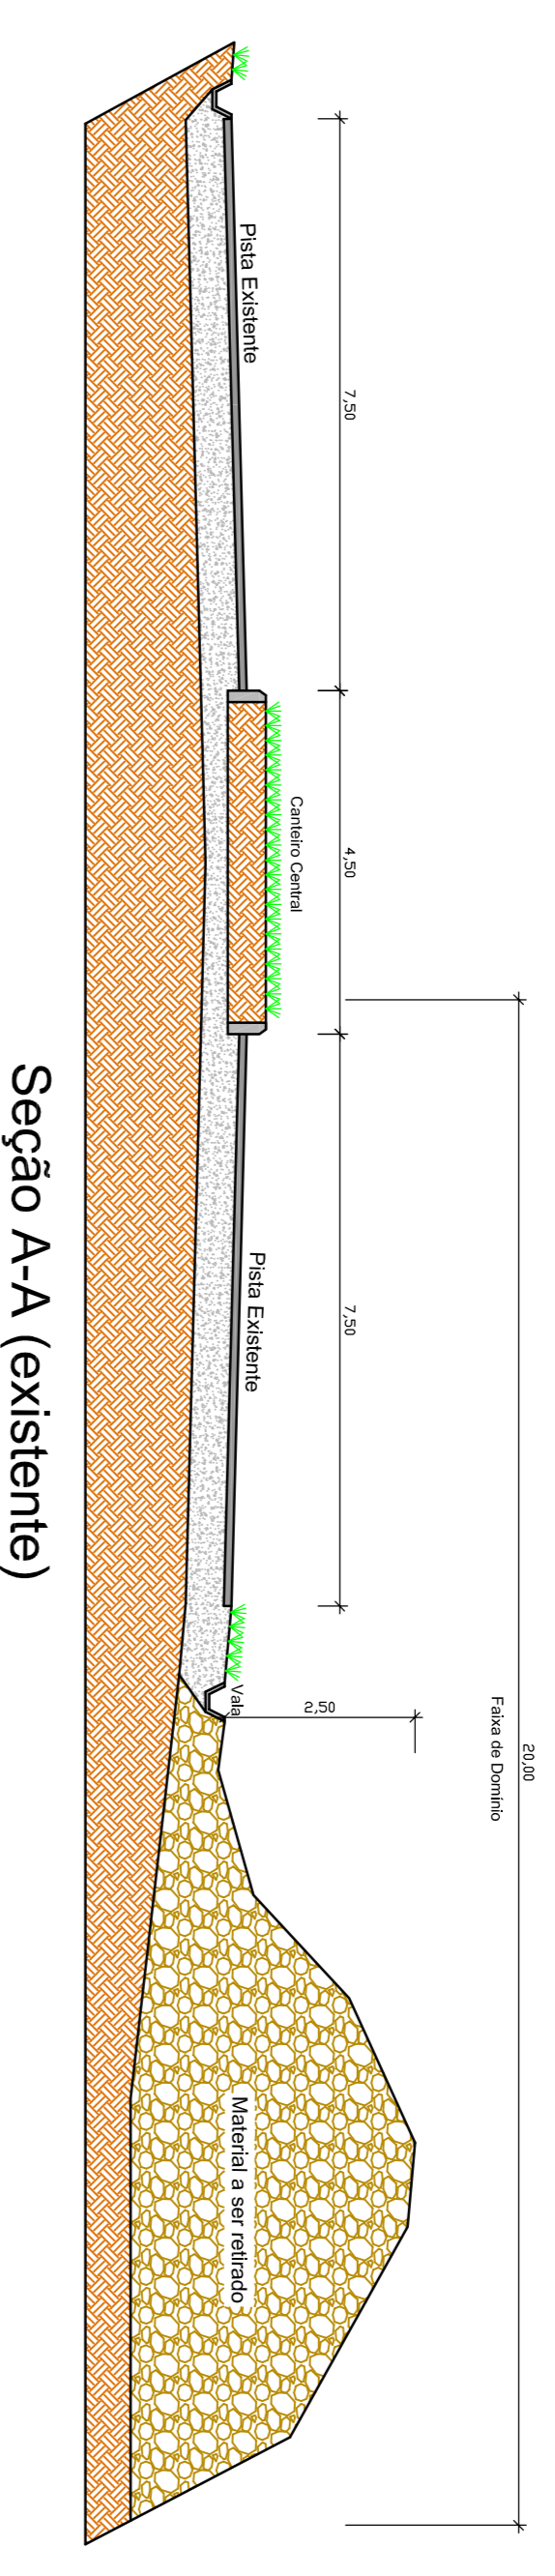 20,00
Faixa de Domínio
7,50
4,50
7,50
2,50
Pista Existente
Canteiro Central
Pista Existente
Vala
Material a ser retirado
Seção A-A (existente)